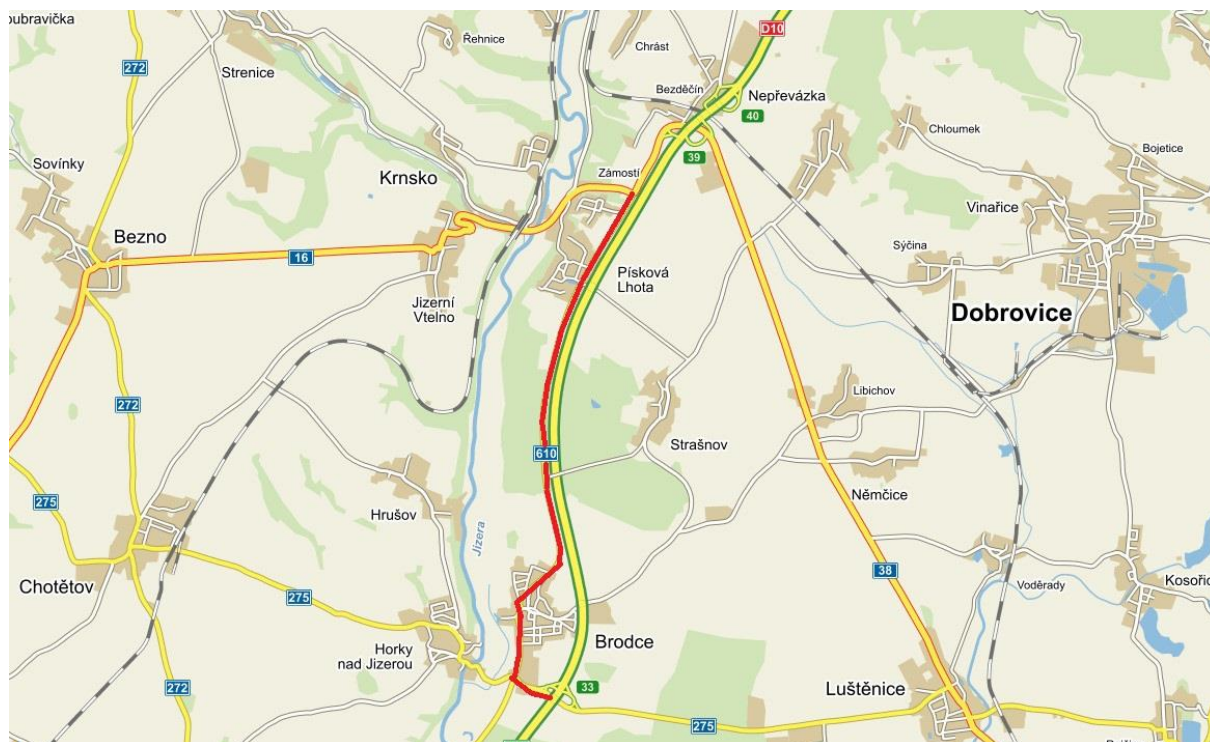 oubravička
272
Strenice
Řehnice
Chrást
D10
Bezděčín
Nepřevázka
40
39
Chloumek
Bojetice
Sovínky
Krnsko
Zámostí
Vinařice
Bezno
16
Sýčina
Jizerní
Vtelno
Písková
Lhota
Dobrovice
272
Libichov
610
Strašnov
275
Němčice
Hrušov
Jizera
Chotětov
275
38
Voděrady
Kosořic
Horky
nad Jizerou
Brodce
272
33
Luštěnice
275